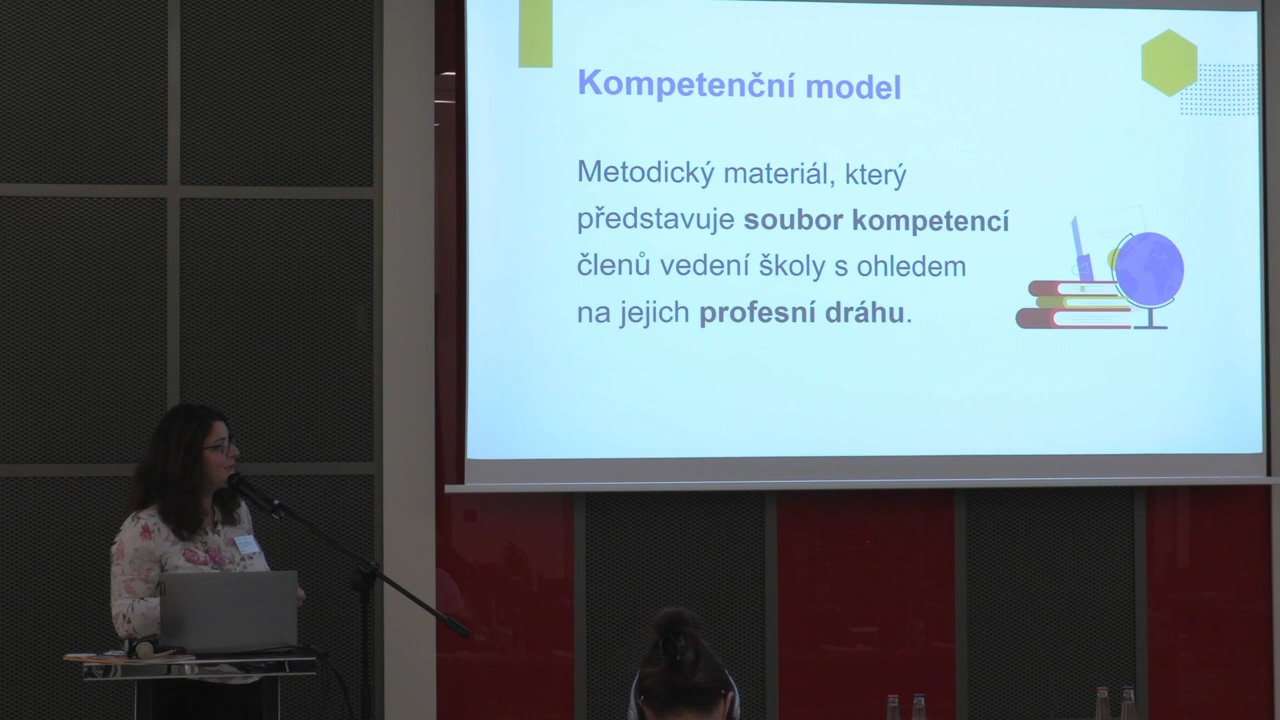 Kompetenční model
Metodický materiál, který
představuje soubor kompetencí
členů vedení školy s ohledem
na jejich profesní dráhu.